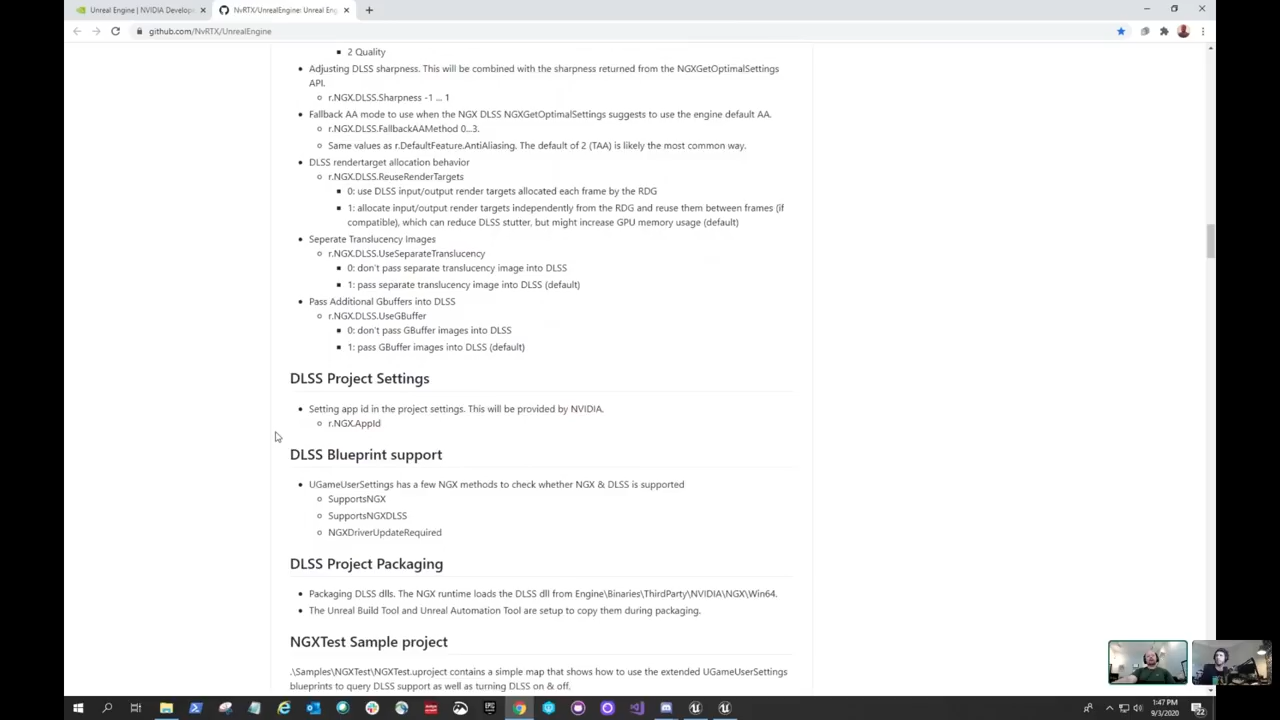 Unreal Engine | NVIDIA Develop
NvRTX/UnrealEngine: Unreal Eng
github.com/NvRTX/UnrealEngine
2 Quality
Adjusting DLSS sharpness. This will be combined with the sharpness returned from the NGXGetOptimalSettings
API.
r.NGX.DLSS.Sharpness -1 ... 1
Fallback AA mode to use when the NGX DLSS NGXGetOptimalSettings suggests to use the engine default AA.
r.NGX.DLSS.FallbackAAMethod 0...3.
Same values as r.DefaultFeature.AntiAliasing. The default of 2 (TAA) is likely the most common way.
DLSS rendertarget allocation behavior
r.NGX.DLSS.ReuseRenderTargets
0: use DLSS input/output render targets allocated each frame by the RDG
1: allocate input/output render targets independently from the RDG and reuse them between frames (if
compatible), which can reduce DLSS stutter, but might increase GPU memory usage (default)
Seperate Translucency Images
r.NGX.DLSS.UseSeparateTranslucency
0: don't pass separate translucency image into DLSS
1: pass separate translucency image into DLSS (default)
Pass Additional Gbuffers into DLSS
r.NGX.DLSS.UseGBuffer
0: don't pass GBuffer images into DLSS
1: pass GBuffer images into DLSS (default)
DLSS Project Settings
Setting app id in the project settings. This will be provided by NVIDIA.
r.NGX.AppId
DLSS Blueprint support
UGameUserSettings has a few NGX methods to check whether NGX & DLSS is supported
SupportsNGX
SupportsNGXDLSS
NGXDriverUpdateRequired
DLSS Project Packaging
Packaging DLSS dlls. The NGX runtime loads the DLSS dll from Engine\Binaries\ThirdParty\NVIDIA\NGX\Win64.
The Unreal Build Tool and Unreal Automation Tool are setup to copy them during packaging.
NGXTest Sample project
.\Samples\NGXTest\NGXTest.uproject contains a simple map that shows how to use the extended UGameUserSettings
blueprints to query DLSS support as well as turning DLSS on & off.
1:47 PM
9/3/2020
22